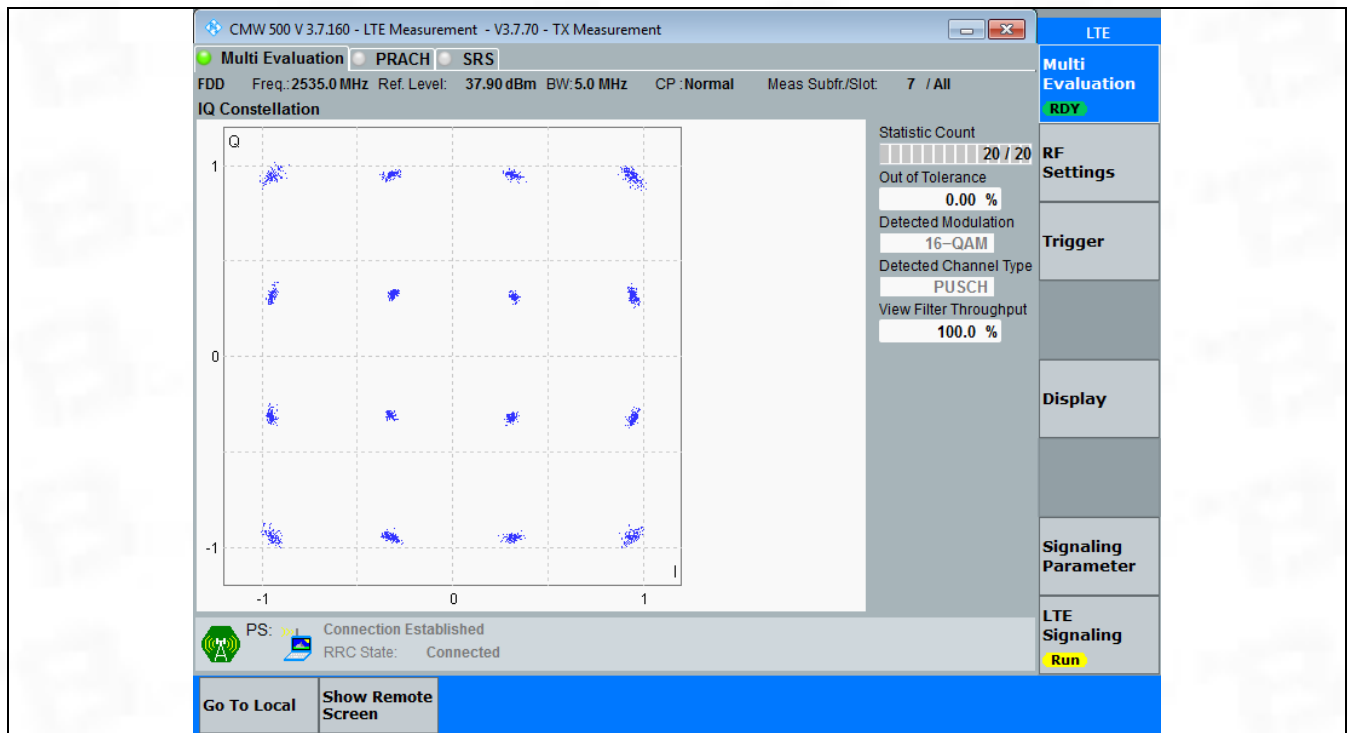 CMW 500 V 3.7.160 - LTE Measurement - V3.7.70 - TX Measurement
LTE
Multi Evaluation PRACH SRS
FDD Freq.:2535.0 MHz Ref. Level: 37.90 dBm BW:5.0 MHz CP :Normal Meas Subfr./Slot: 7 / All
IQ Constellation
Q
1
0
-1
-1 0 1
I
Statistic Count
20 / 20
Out of Tolerance
0.00 %
Detected Modulation
16-QAM
Detected Channel Type
PUSCH
View Filter Throughput
100.0 %
Multi
Evaluation
RDY
RF
Settings
Trigger
Display
Signaling
Parameter
LTE
Signaling
Run
PS: Connection Established
RRC State: Connected
Go To Local
Show Remote
Screen